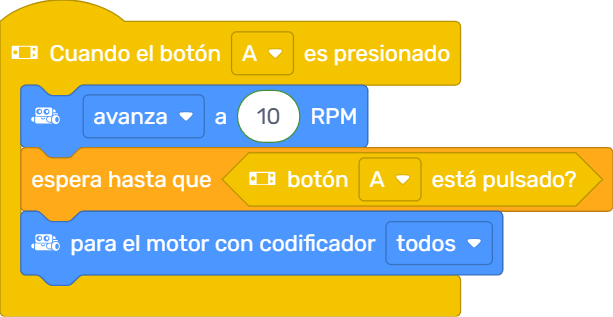 Cuando el botón A es presionado
avanza a 10 RPM
espera hasta que botón A está pulsado?
para el motor con codificador todos